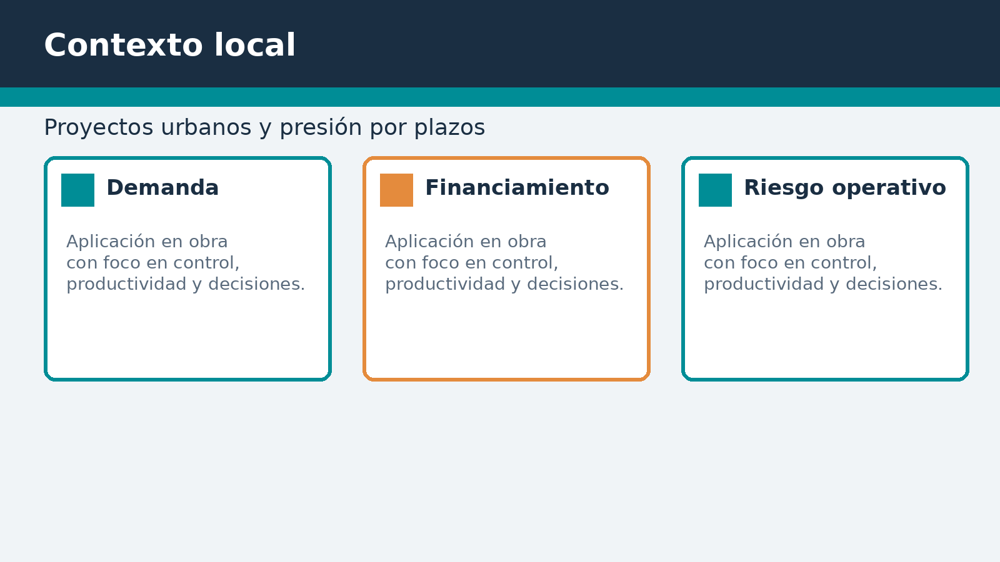 Contexto local
Proyectos urbanos y presión por plazos
Demanda
Aplicación en obra
con foco en control,
productividad y decisiones.
Financiamiento
Aplicación en obra
con foco en control,
productividad y decisiones.
Riesgo operativo
Aplicación en obra
con foco en control,
productividad y decisiones.